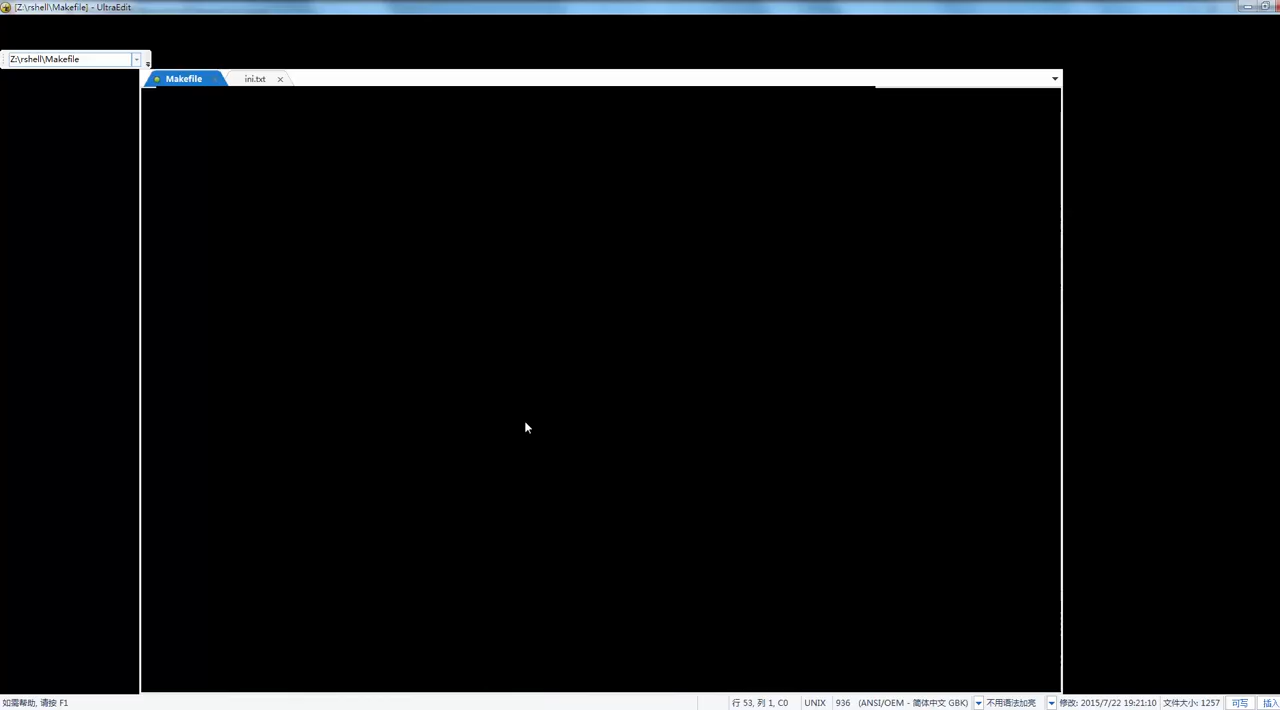 [Z:\rshell\Makefile] - UltraEdit
Z:\rshell\Makefile
Makefile ini.txt
如需帮助, 请按 F1 行 53, 列 1, C0 UNIX 936 (ANSI/OEM - 简体中文 GBK) 不用语法加亮 修改: 2015/7/22 19:21:10 文件大小: 1257 可写 插入